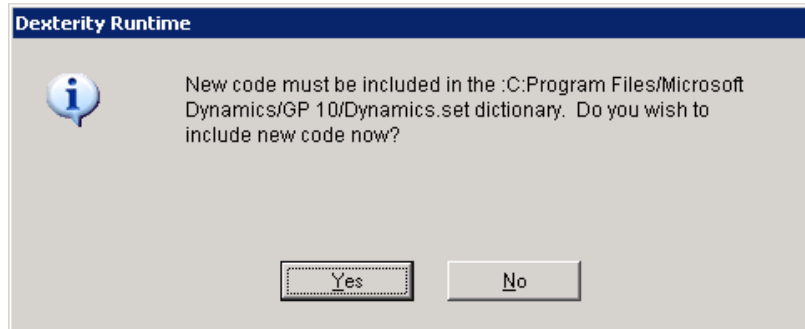 Dexterity Runtime
New code must be included in the :C:Program Files/Microsoft
Dynamics/GP 10/Dynamics.set dictionary.  Do you wish to
include new code now?
Yes
No